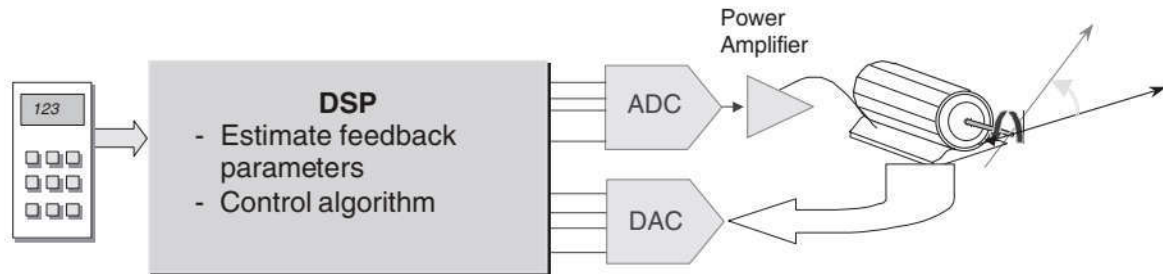 Power
Amplifier
123
DSP
- Estimate feedback
parameters
- Control algorithm
ADC
DAC